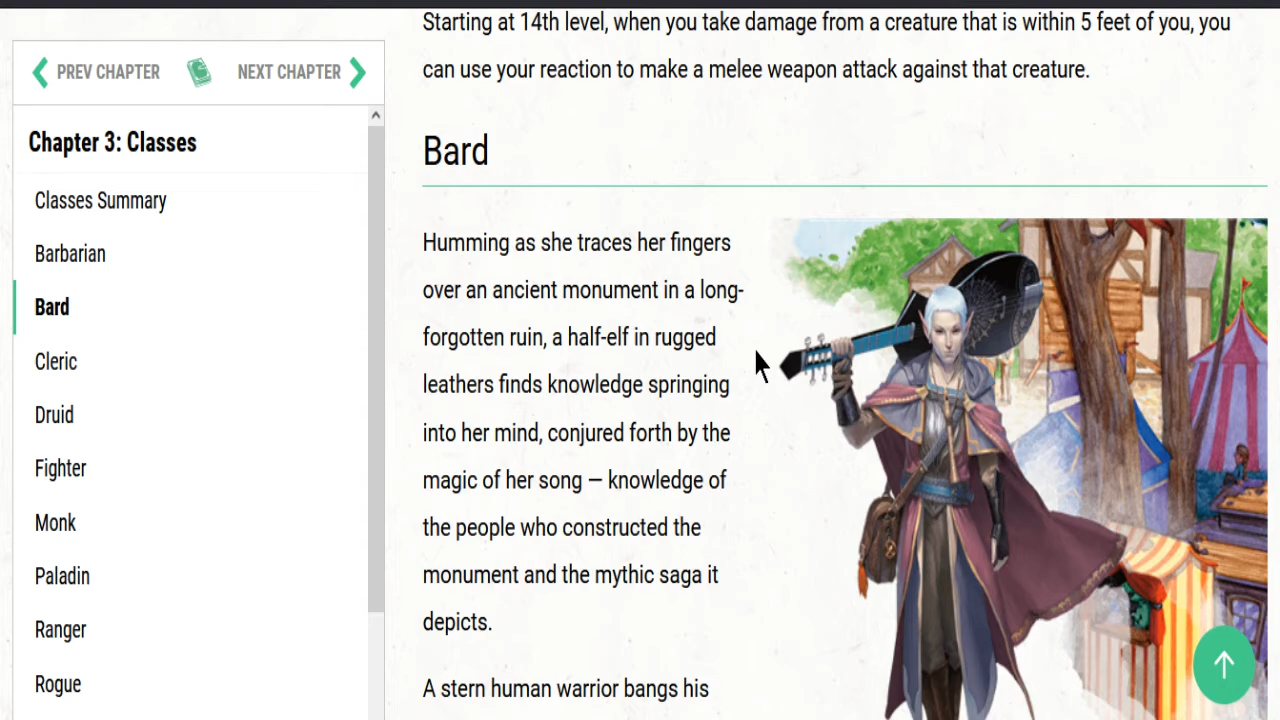 Starting at 14th level, when you take damage from a creature that is within 5 feet of you, you
can use your reaction to make a melee weapon attack against that creature.
PREV CHAPTER
NEXT CHAPTER
Chapter 3: Classes
Classes Summary
Barbarian
Bard
Cleric
Druid
Fighter
Monk
Paladin
Ranger
Rogue
Bard
Humming as she traces her fingers
over an ancient monument in a long-
forgotten ruin, a half-elf in rugged
leathers finds knowledge springing
into her mind, conjured forth by the
magic of her song — knowledge of
the people who constructed the
monument and the mythic saga it
depicts.
A stern human warrior bangs his